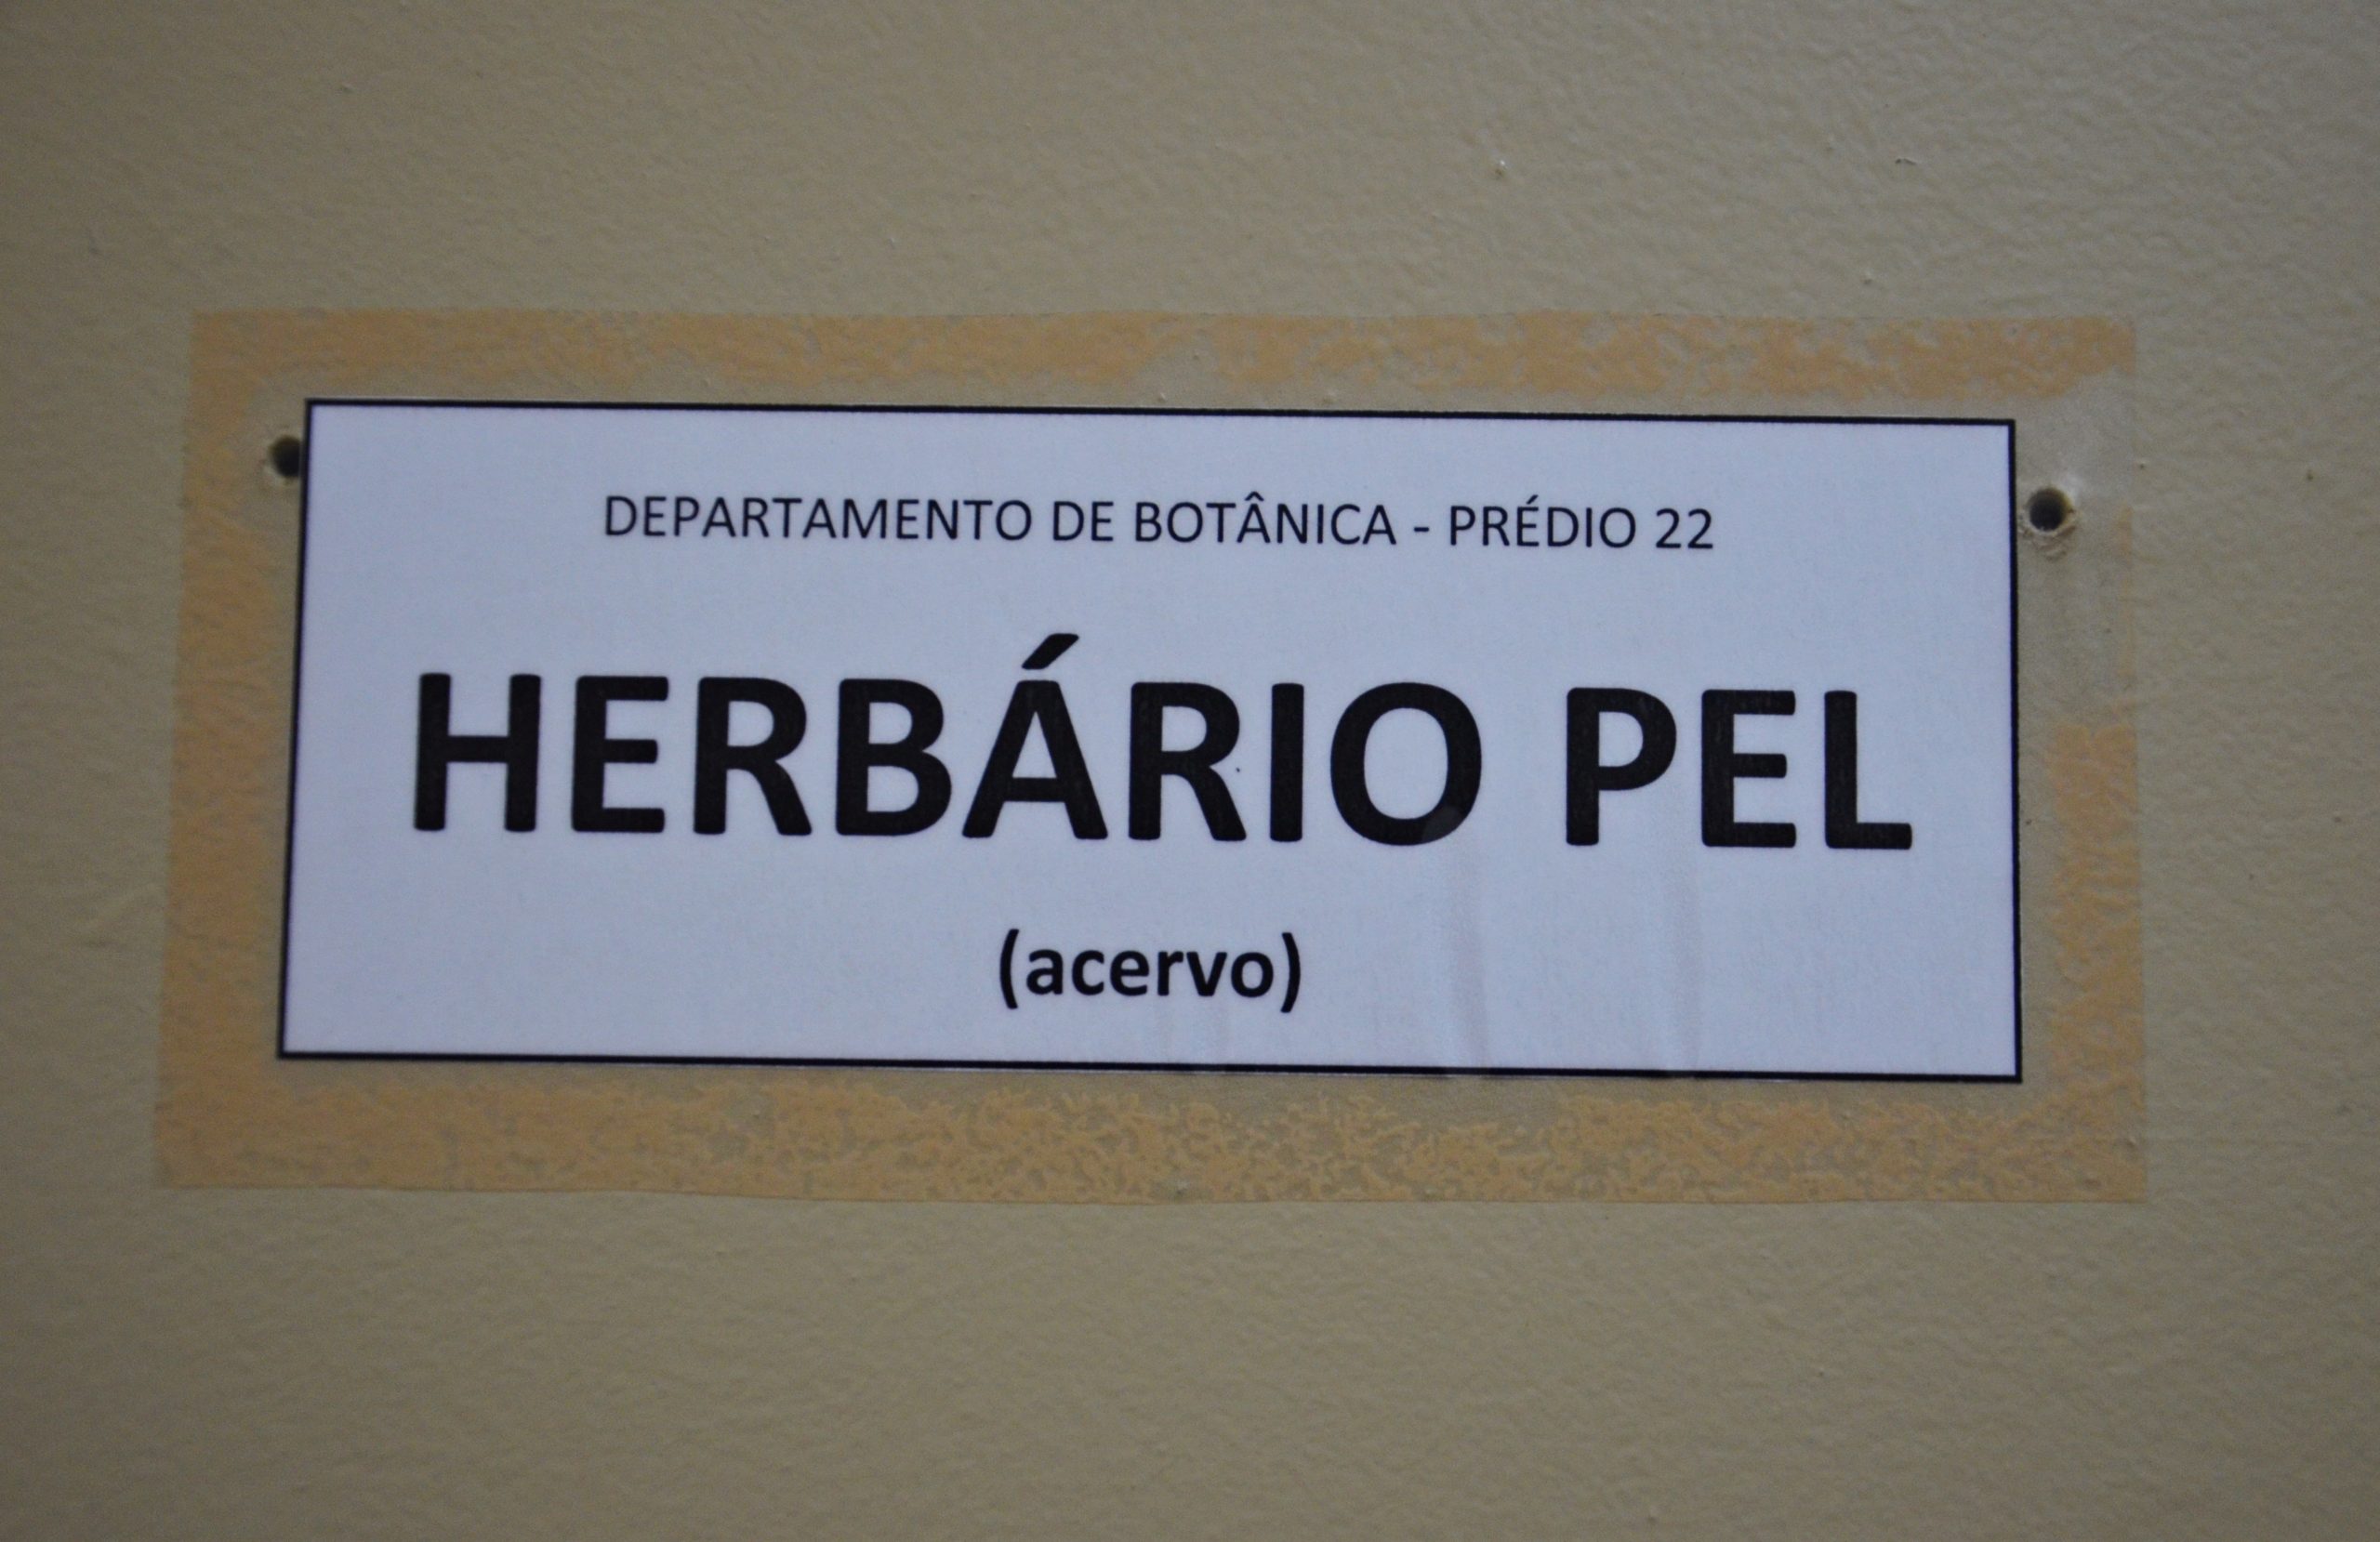 DEPARTAMENTO DE BOTÂNICA - PRÉDIO 22
HERBÁRIO PEL
(acervo)